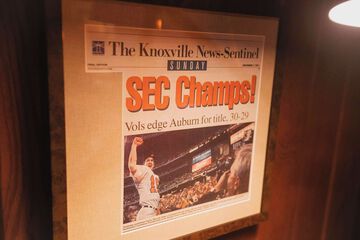 The Knoxville News-Sentinel
SUNDAY
SEC Champs!
Vols edge Auburn for title, 30-29